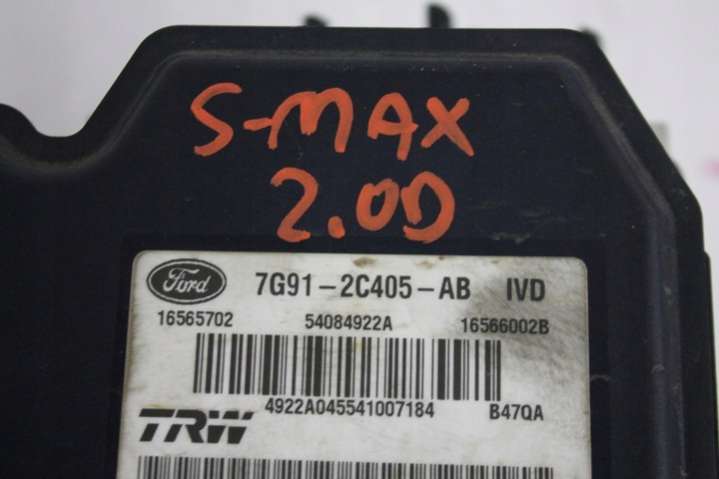 S-MAX
2.0D
Ford 7G91-2C405-AB IVD
16565702 54084922A 16566002B
4922A045541007184 B47QA
TRW